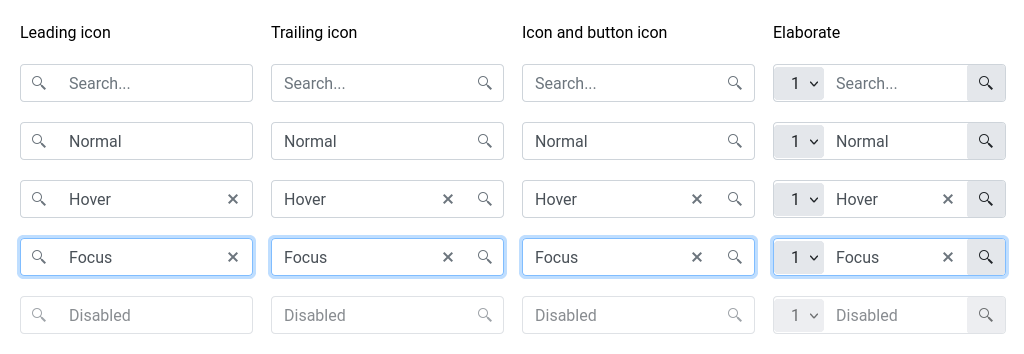 Leading icon Trailing icon Icon and button icon Elaborate
Search... Search... Search... 1 Search...
Normal Normal Normal 1 Normal
Hover Hover Hover 1 Hover
Focus Focus Focus 1 Focus
Disabled Disabled Disabled 1 Disabled